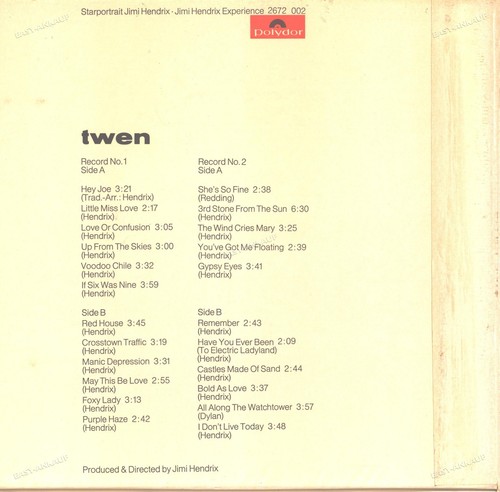 Starportrait Jimi Hendrix · Jimi Hendrix Experience 2672 002
Polydor
twen
Record No.1
Side A
Hey Joe 3:21
(Trad.-Arr.: Hendrix)
Little Miss Love 2:17
(Hendrix)
Love Or Confusion 3:05
(Hendrix)
Up From The Skies 3:00
(Hendrix)
Voodoo Chile 3:32
(Hendrix)
If Six Was Nine 3:59
(Hendrix)
Side B
Red House 3:45
(Hendrix)
Crosstown Traffic 3:19
(Hendrix)
Manic Depression 3:31
(Hendrix)
May This Be Love 2:55
(Hendrix)
Foxy Lady 3:13
(Hendrix)
Purple Haze 2:42
(Hendrix)
Record No.2
Side A
She's So Fine 2:38
(Redding)
3rd Stone From The Sun 6:30
(Hendrix)
The Wind Cries Mary 3:25
(Hendrix)
You've Got Me Floating 2:39
(Hendrix)
Gypsy Eyes 3:41
(Hendrix)
Side B
Remember 2:43
(Hendrix)
Have You Ever Been 2:09
(To Electric Ladyland)
(Hendrix)
Castles Made Of Sand 2:44
(Hendrix)
Bold As Love 3:37
(Hendrix)
All Along The Watchtower 3:57
(Dylan)
I Don't Live Today 3:48
(Hendrix)
Produced & Directed by Jimi Hendrix